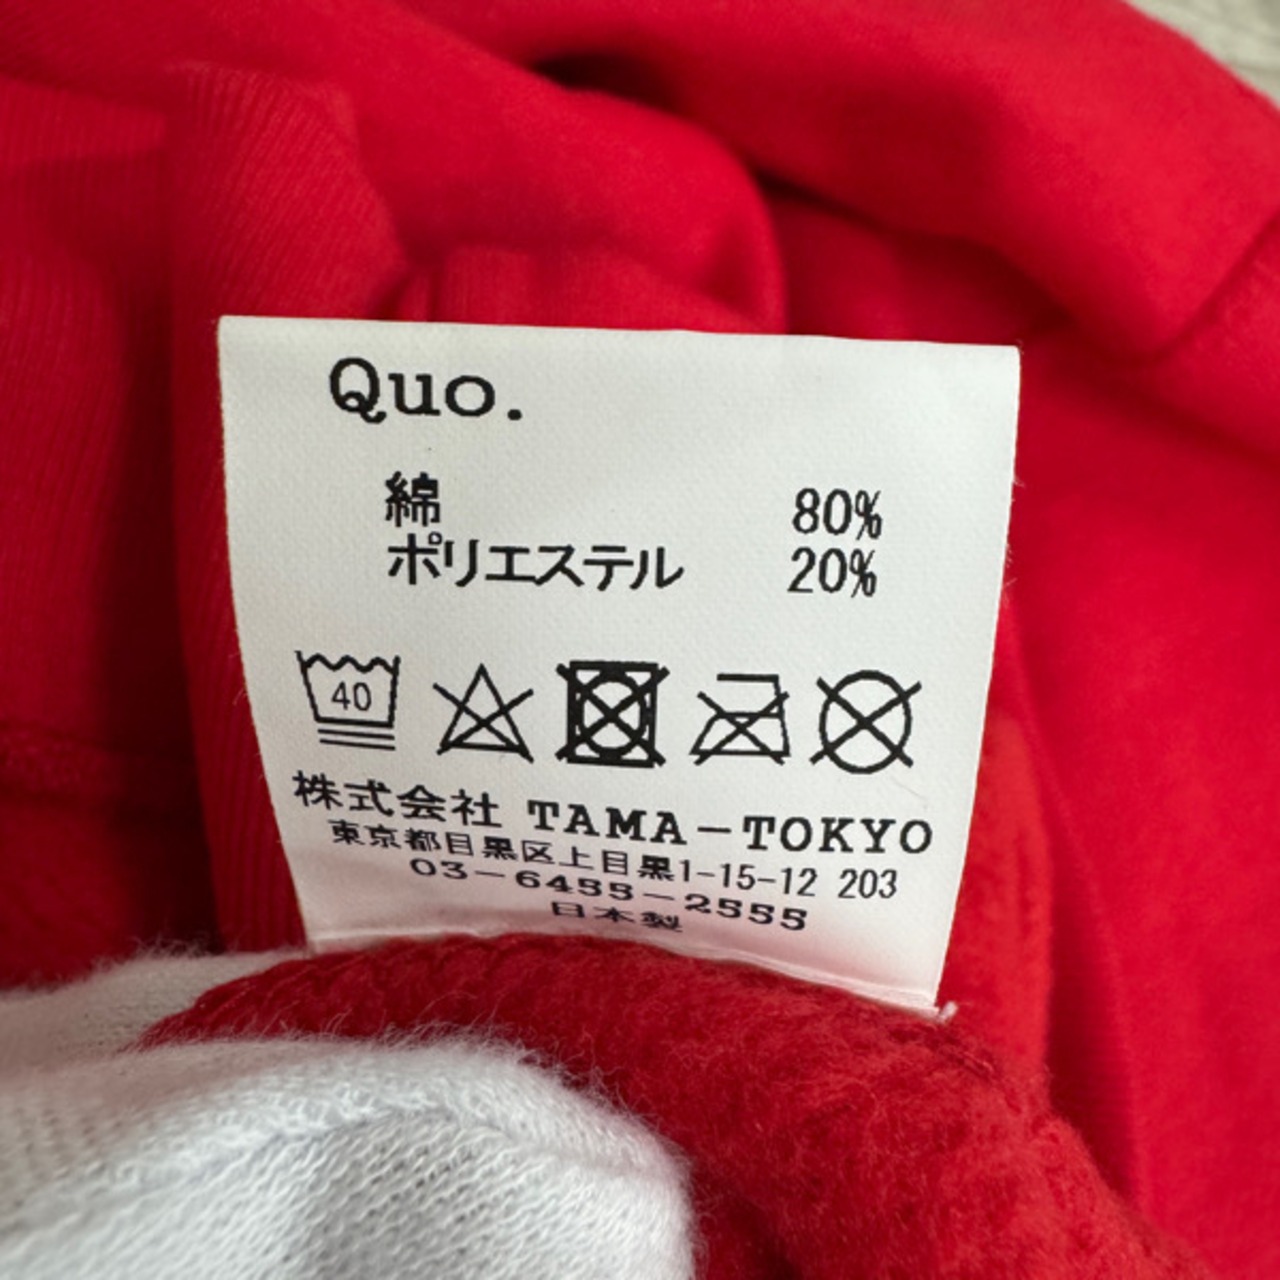 Quo.
綿 80%
ポリエステル 20%
40
株式会社 TAMA-TOKYO
東京都目黒区上目黒1-15-12 203
03-6455-2555
日本製